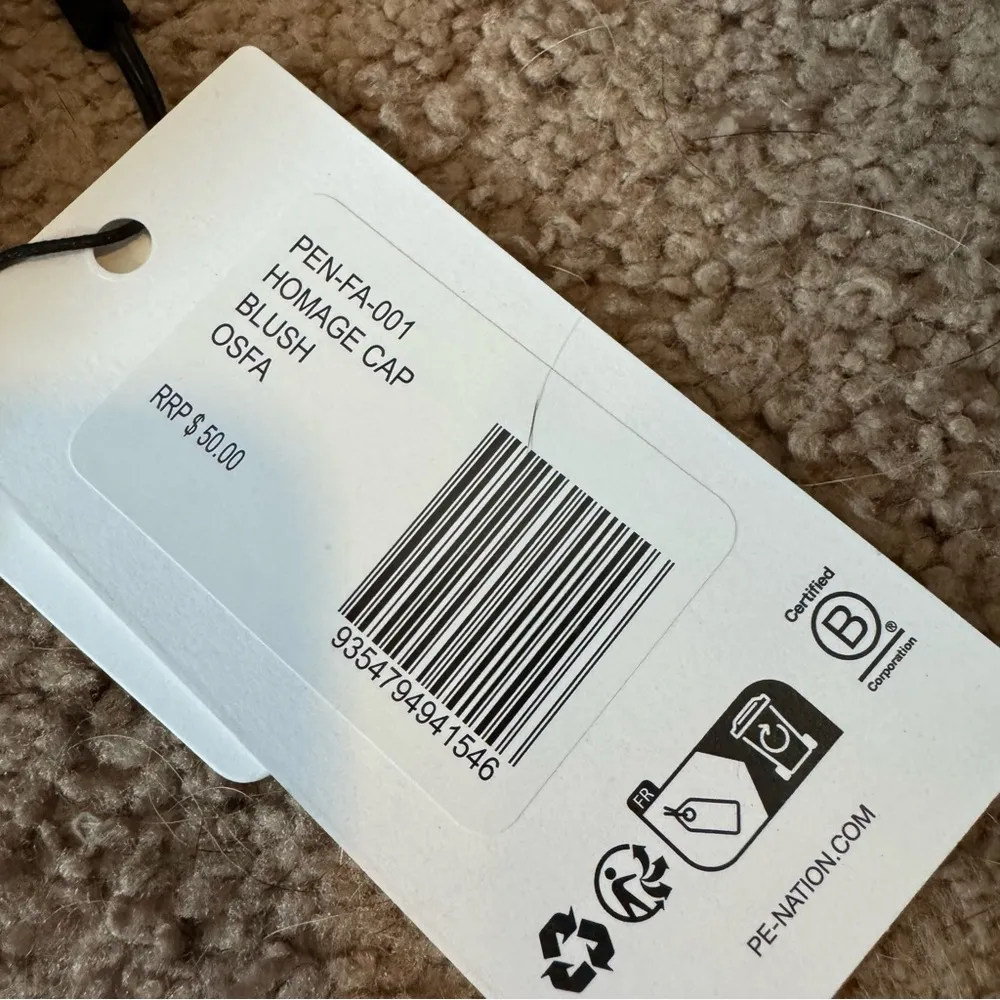 PEN-FA-001
HOMAGE CAP
BLUSH
OSFA
RRP $ 50.00
9354794941546
Certified
B
®
Corporation
FR
PE-NATION.COM